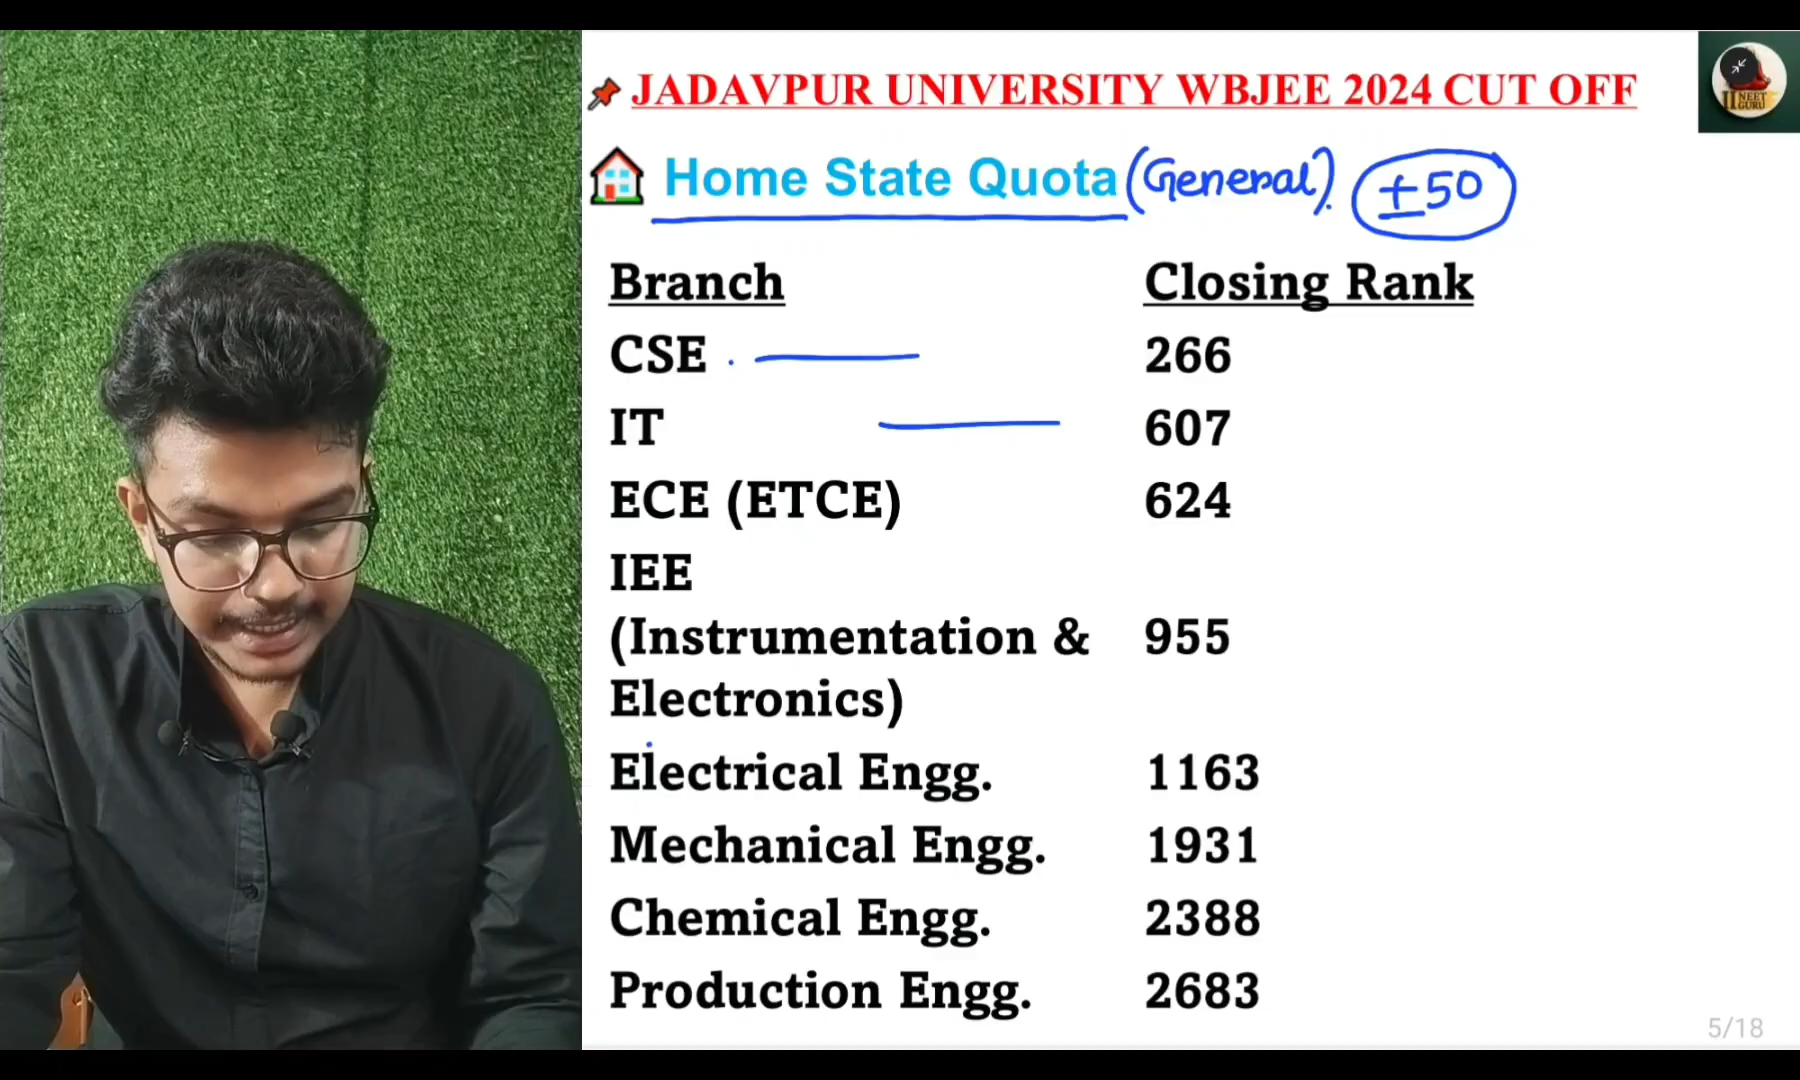 JADAVPUR UNIVERSITY WBJEE 2024 CUT OFF
Home State Quota (General). ±50
Branch Closing Rank
CSE 266
IT 607
ECE (ETCE) 624
IEE
(Instrumentation & 955
Electronics)
Electrical Engg. 1163
Mechanical Engg. 1931
Chemical Engg. 2388
Production Engg. 2683
5/18
NEET
GURU